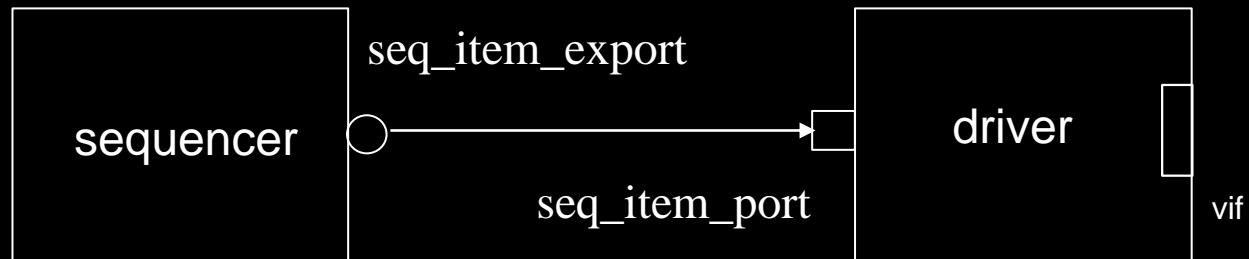 seq_item_export
sequencer
driver
seq_item_port
vif